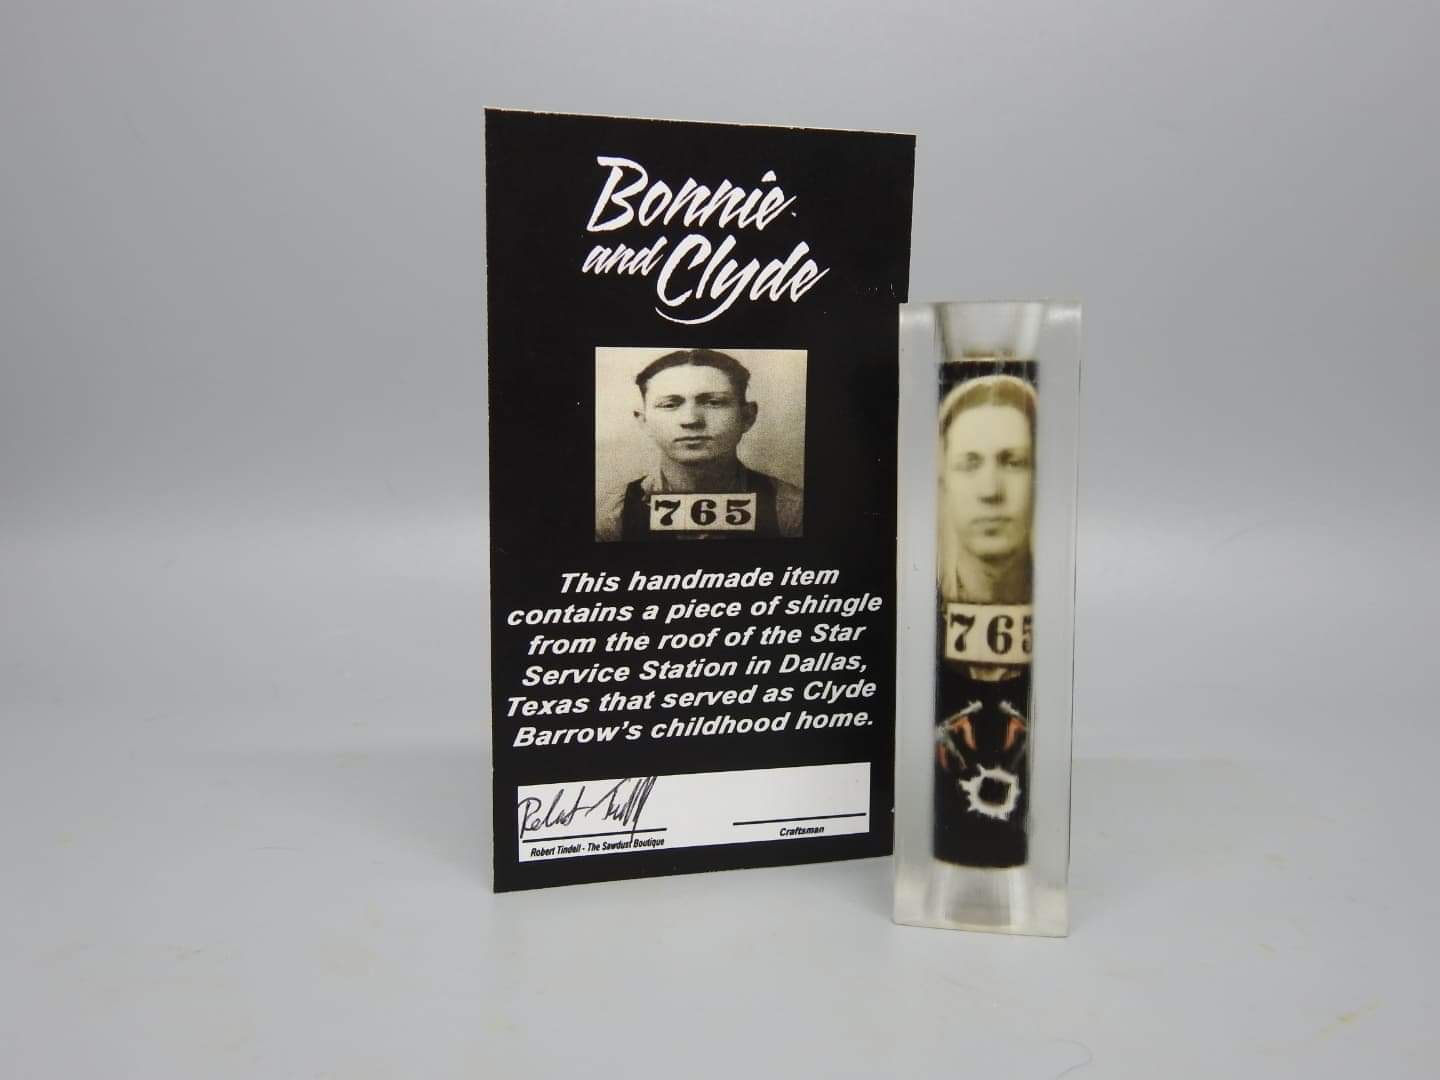 Bonnie
and Clyde
765
This handmade item
contains a piece of shingle
from the roof of the Star
Service Station in Dallas,
Texas that served as Clyde
Barrow's childhood home.
Robert Tindell - The Sawdust Boutique
Craftsman
765